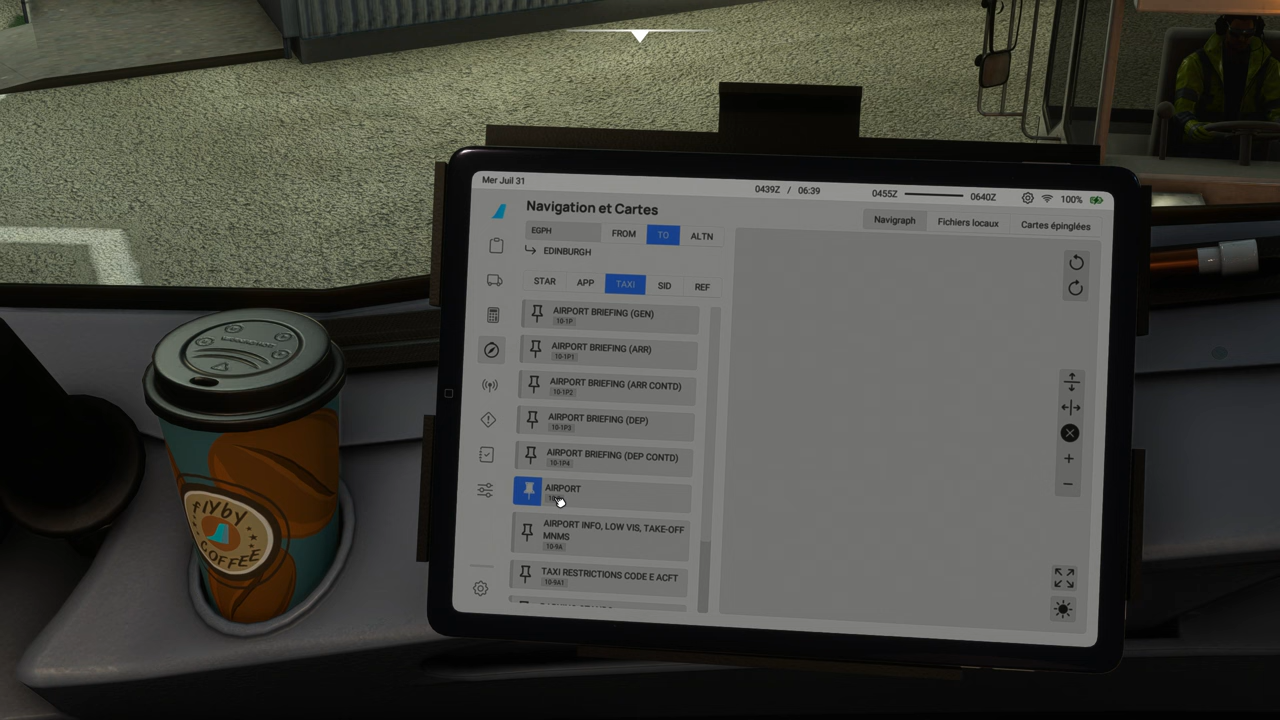 Mer Juil 31
0439Z / 06:39
0455Z
0640Z
100%
Navigation et Cartes
Navigraph
Fichiers locaux
Cartes épinglées
EGPH
FROM
TO
ALTN
EDINBURGH
STAR
APP
TAXI
SID
REF
AIRPORT BRIEFING (GEN)
10-1P
AIRPORT BRIEFING (ARR)
10-1P1
AIRPORT BRIEFING (ARR CONTD)
10-1P2
AIRPORT BRIEFING (DEP)
10-1P3
AIRPORT BRIEFING (DEP CONTD)
10-1P4
AIRPORT
AIRPORT INFO, LOW VIS, TAKE-OFF
MNMS
10-9A
TAXI RESTRICTIONS CODE E ACFT
10-9A1
flyby
COFFEE